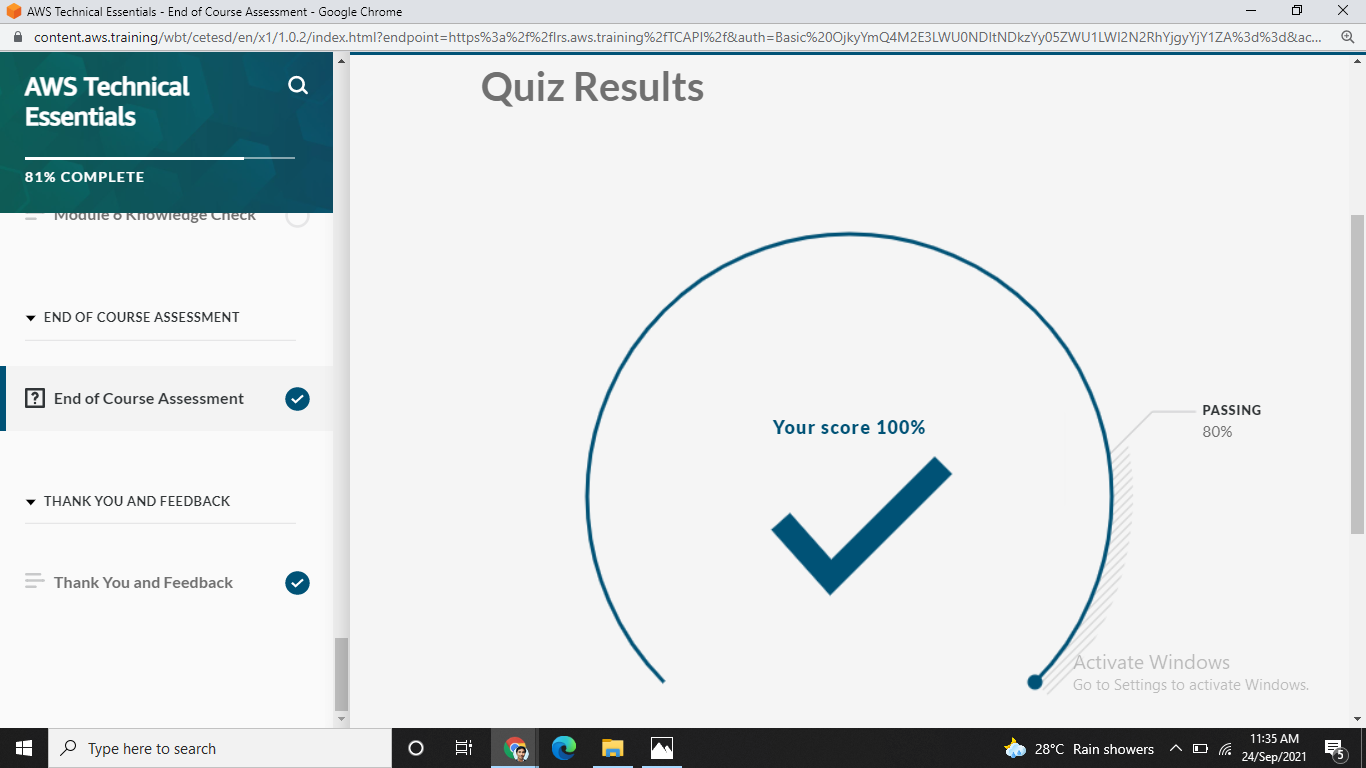 AWS Technical Essentials - End of Course Assessment - Google Chrome
content.aws.training/wbt/cetesd/en/x1/1.0.2/index.html?endpoint=https%3a%2f%2flrs.aws.training%2fTCAPI%2f&auth=Basic%20OjkyYmQ4M2E3LWU0NDItNDkzYy05ZWU1LWI2N2RhYjgyYjY1ZA%3d%3d&ac...
AWS Technical
Essentials
81% COMPLETE
Module 6 Knowledge Check
END OF COURSE ASSESSMENT
End of Course Assessment
THANK YOU AND FEEDBACK
Thank You and Feedback
Quiz Results
Your score 100%
PASSING
80%
Activate Windows
Go to Settings to activate Windows.
Type here to search
28°C Rain showers
11:35 AM
24/Sep/2021
5